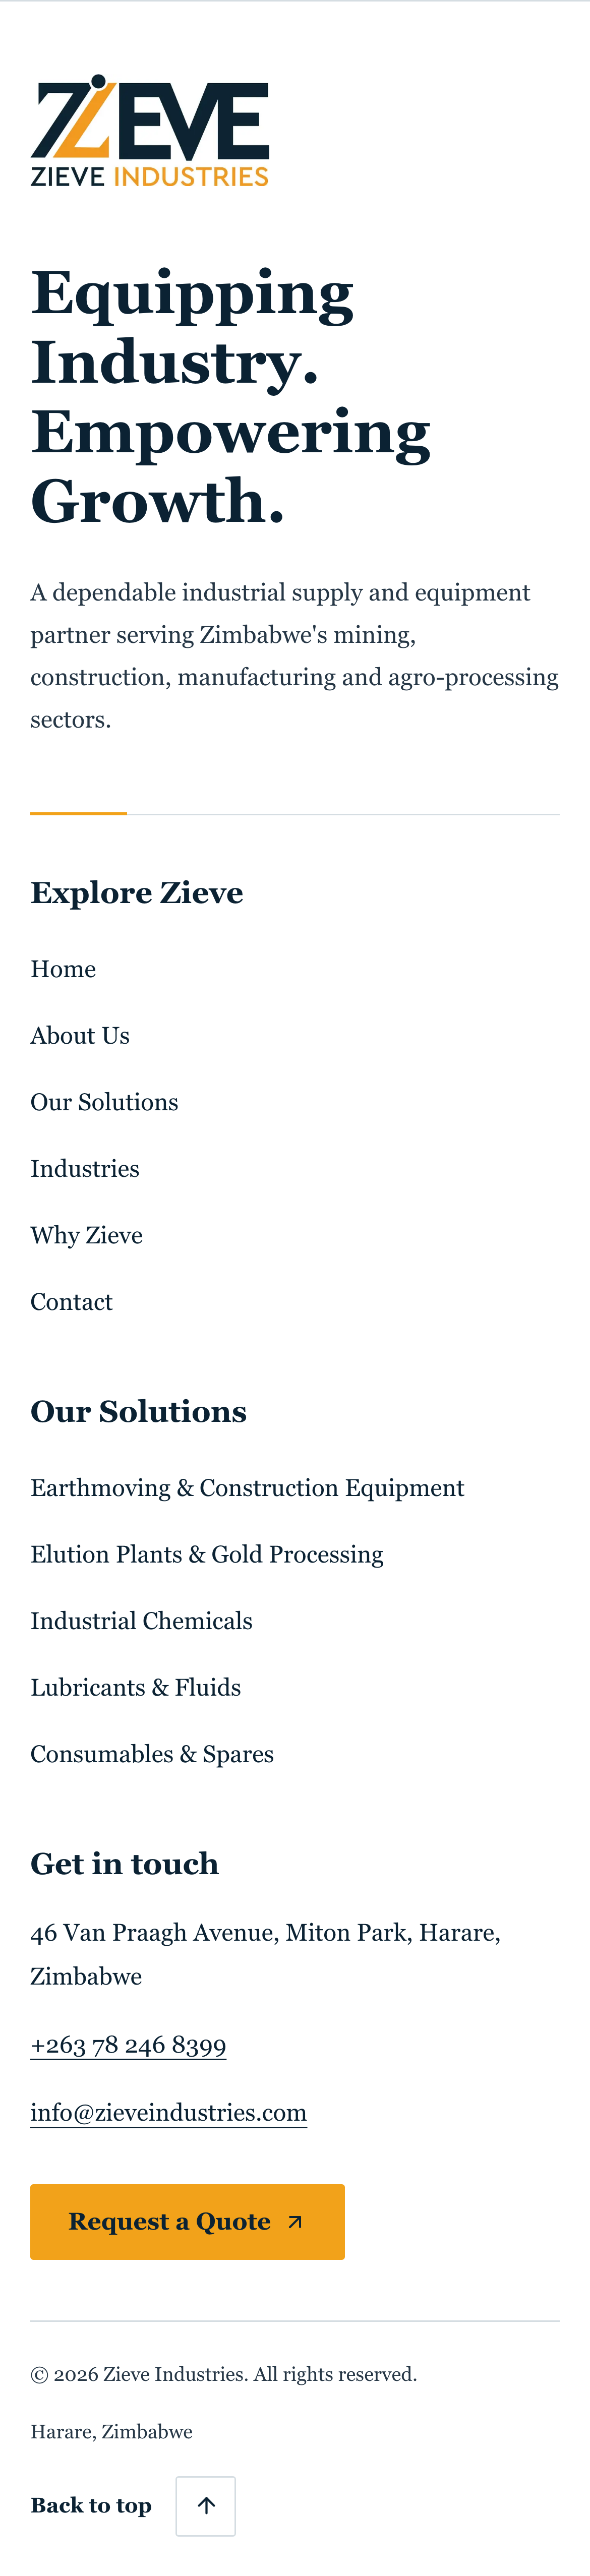 ZIEVE
ZIEVE INDUSTRIES
Equipping
Industry.
Empowering
Growth.
A dependable industrial supply and equipment
partner serving Zimbabwe's mining,
construction, manufacturing and agro-processing
sectors.
Explore Zieve
Home
About Us
Our Solutions
Industries
Why Zieve
Contact
Our Solutions
Earthmoving & Construction Equipment
Elution Plants & Gold Processing
Industrial Chemicals
Lubricants & Fluids
Consumables & Spares
Get in touch
46 Van Praagh Avenue, Miton Park, Harare,
Zimbabwe
+263 78 246 8399
info@zieveindustries.com
Request a Quote
© 2026 Zieve Industries. All rights reserved.
Harare, Zimbabwe
Back to top